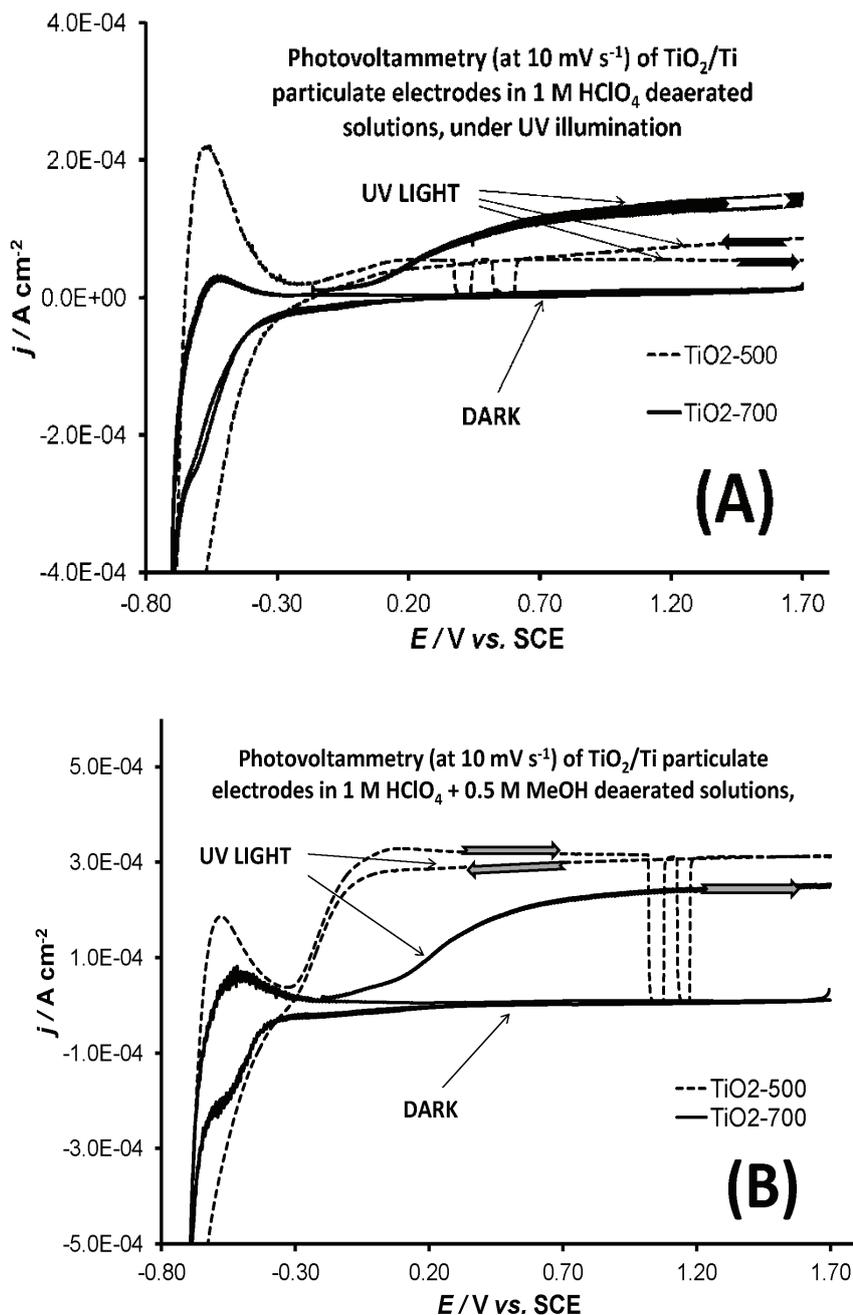 4.0E-04
Photovoltammetry (at 10 mV s⁻¹) of TiO₂/Ti
particulate electrodes in 1 M HClO₄ deaerated
solutions, under UV illumination
2.0E-04
UV LIGHT
j / A cm⁻²
0.0E+00
TiO2-500
TiO2-700
DARK
-2.0E-04
(A)
-4.0E-04
-0.80 -0.30 0.20 0.70 1.20 1.70
E / V vs. SCE
5.0E-04
Photovoltammetry (at 10 mV s⁻¹) of TiO₂/Ti particulate
electrodes in 1 M HClO₄ + 0.5 M MeOH deaerated solutions,
UV LIGHT
3.0E-04
j / A cm⁻²
1.0E-04
-1.0E-04
DARK
TiO2-500
TiO2-700
-3.0E-04
(B)
-5.0E-04
-0.80 -0.30 0.20 0.70 1.20 1.70
E / V vs. SCE